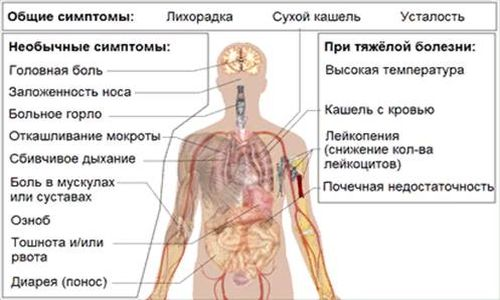 Общие симптомы: Лихорадка Сухой кашель Усталость
Необычные симптомы:
Головная боль
Заложенность носа
Больное горло
Откашливание мокроты
Сбивчивое дыхание
Боль в мускулах
или суставах
Озноб
Тошнота и/или
рвота
Диарея (понос)
При тяжёлой болезни:
Высокая температура
Кашель с кровью
Лейкопения
(снижение кол-ва
лейкоцитов)
Почечная недостаточность